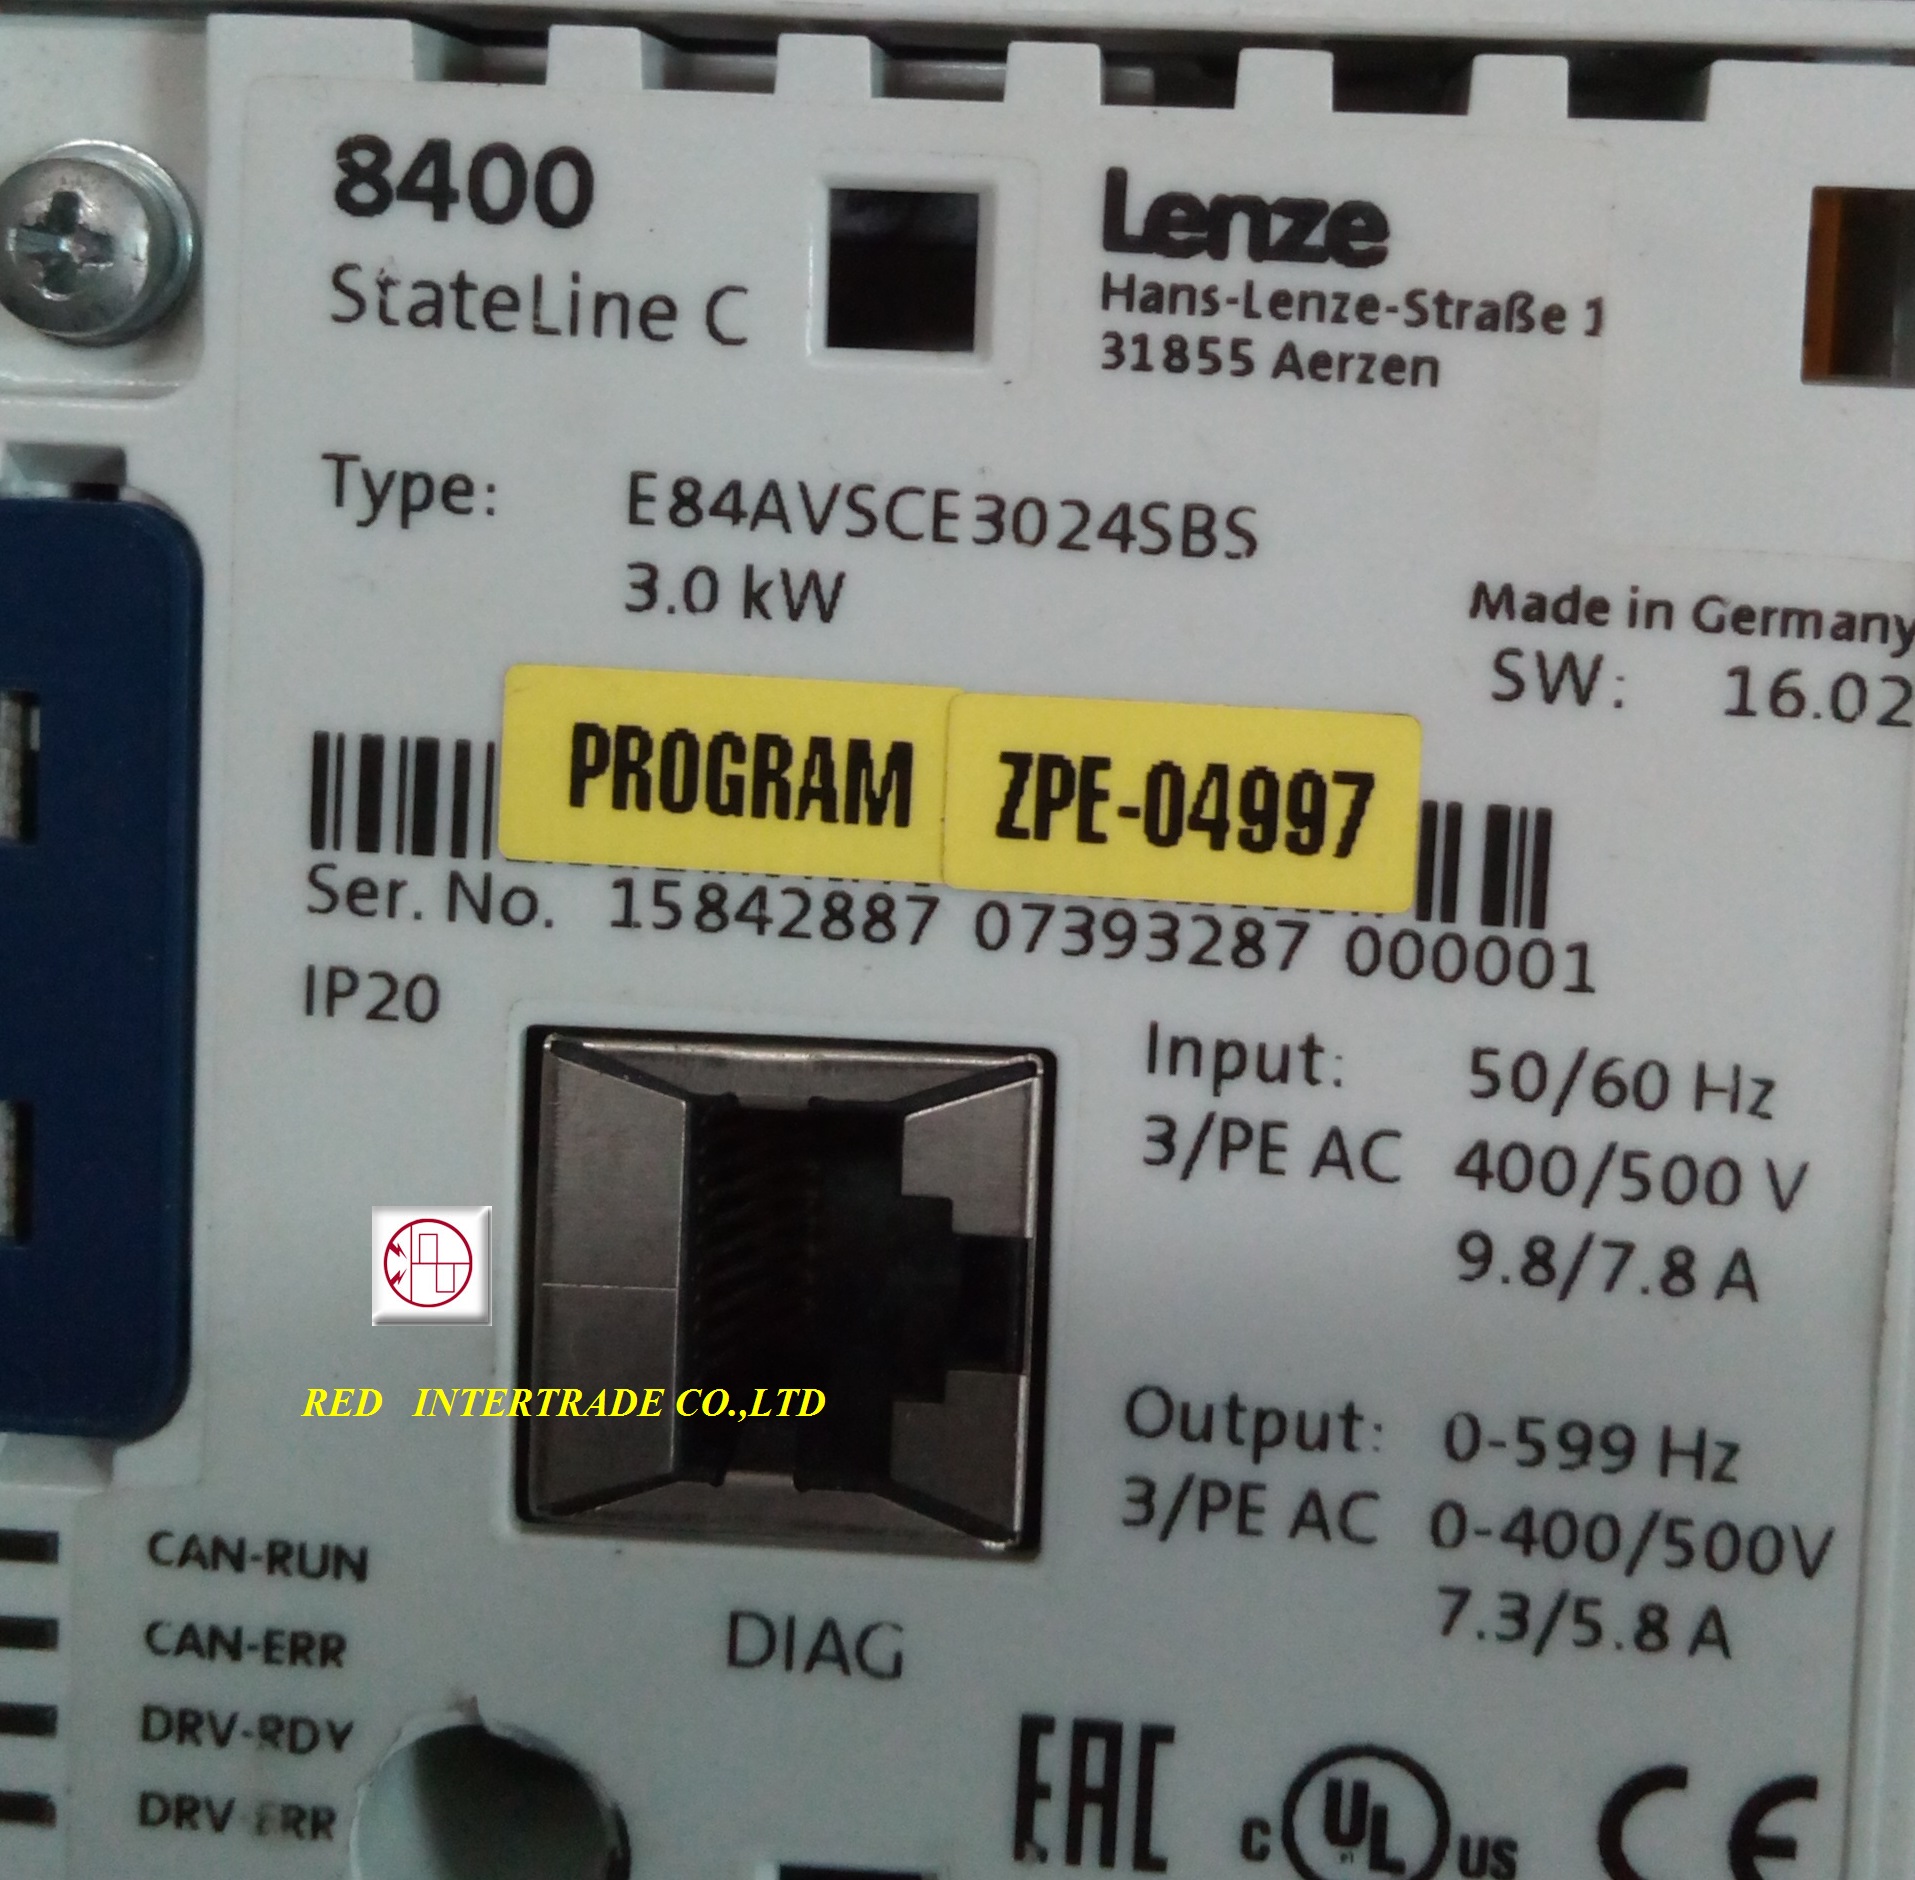 8400
StateLine C
Lenze
Hans-Lenze-Straße 1
31855 Aerzen
Type: E84AVSCE3024SBS
3.0 kW
Made in Germany
SW: 16.02
PROGRAM ZPE-04997
Ser. No. 15842887 07393287 000001
IP20
Input: 50/60 Hz
3/PE AC 400/500 V
9.8/7.8 A
RED INTERTRADE CO.,LTD
Output: 0-599 Hz
3/PE AC 0-400/500V
7.3/5.8 A
DIAG
CAN-RUN
CAN-ERR
DRV-RDY
DRV-ERR
EAC
c UL US
CE